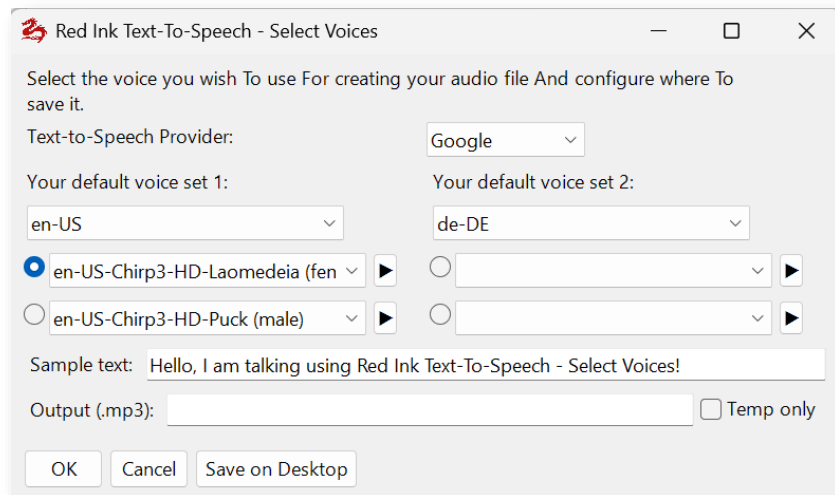 Red Ink Text-To-Speech - Select Voices
Select the voice you wish To use For creating your audio file And configure where To
save it.
Text-to-Speech Provider:
Google
Your default voice set 1:
Your default voice set 2:
en-US
de-DE
en-US-Chirp3-HD-Laomedeia (fen
en-US-Chirp3-HD-Puck (male)
Sample text: Hello, I am talking using Red Ink Text-To-Speech - Select Voices!
Output (.mp3):
Temp only
OK
Cancel
Save on Desktop